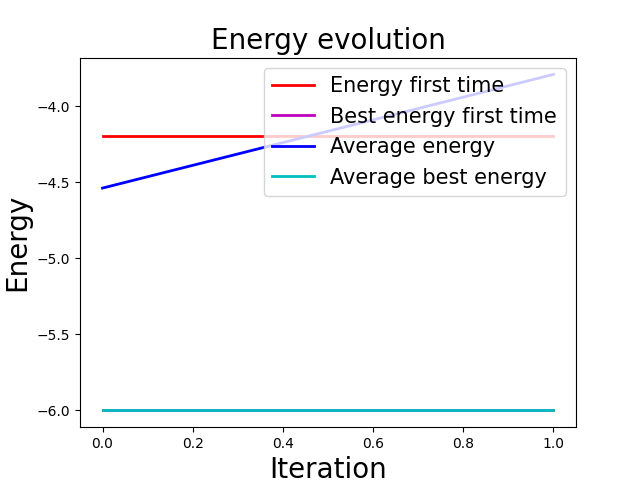 Energy evolution
Energy first time
Best energy first time
Average energy
Average best energy
Energy
−4.0
−4.5
−5.0
−5.5
−6.0
0.0 0.2 0.4 0.6 0.8 1.0
Iteration